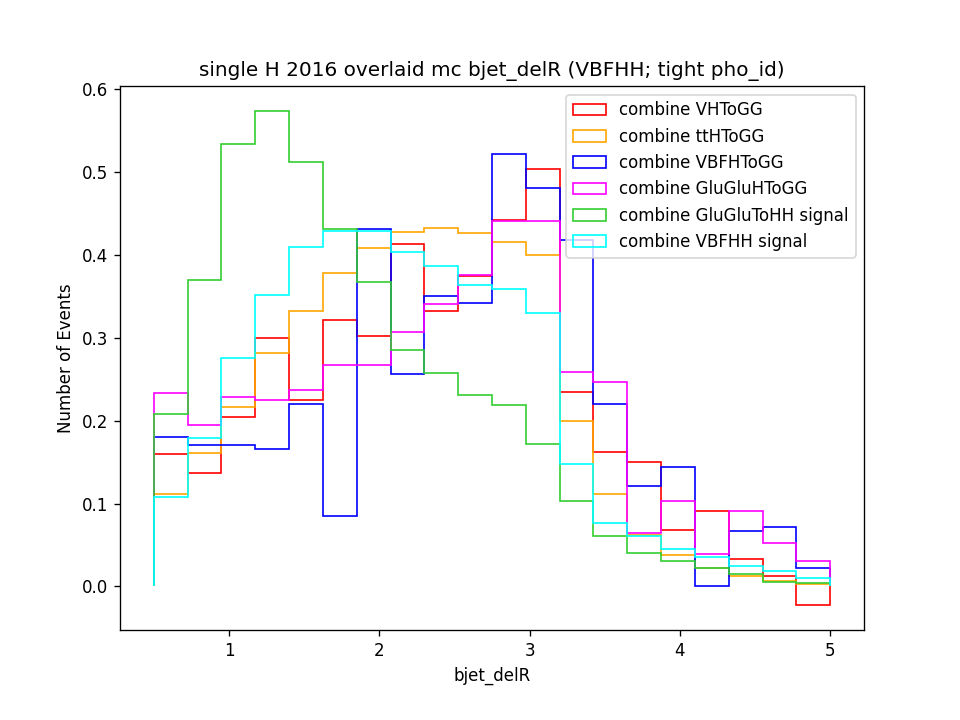 single H 2016 overlaid mc bjet_delR (VBFHH; tight pho_id)
combine VHToGG
combine ttHToGG
combine VBFHToGG
combine GluGluHToGG
combine GluGluToHH signal
combine VBFHH signal
Number of Events
0.6
0.5
0.4
0.3
0.2
0.1
0.0
1
2
3
4
5
bjet_delR